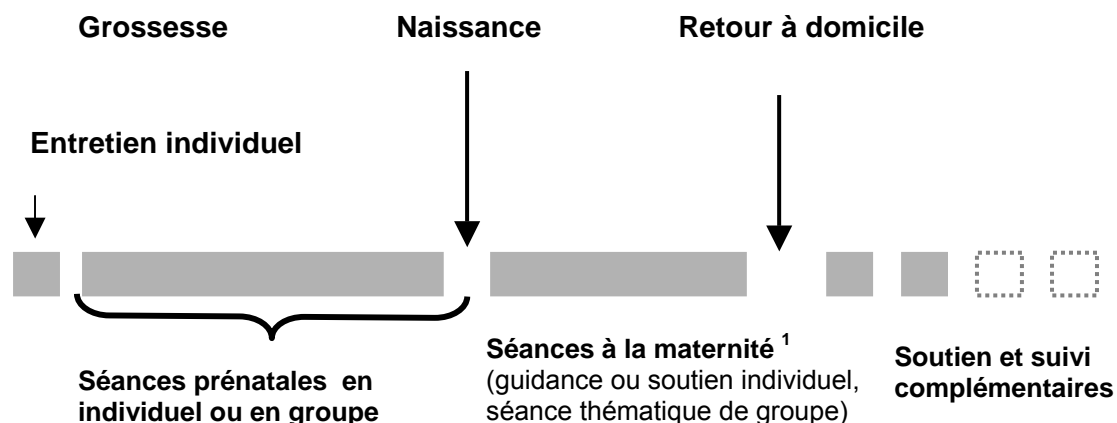 Grossesse
Naissance
Retour à domicile
Entretien individuel
Séances prénatales en
individuel ou en groupe
Séances à la maternité 1
(guidance ou soutien individuel,
séance thématique de groupe)
Soutien et suivi
complémentaires